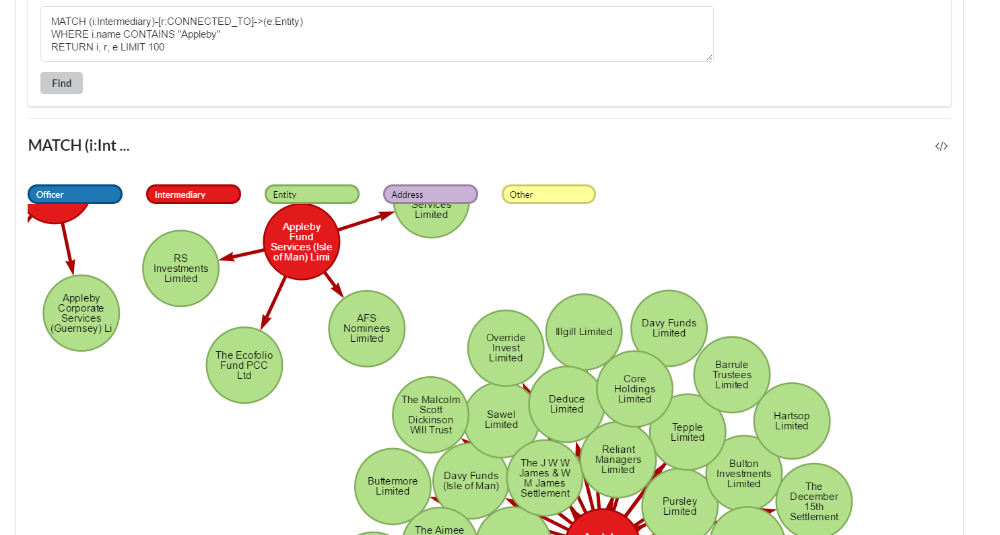 MATCH (i:Intermediary)-[r:CONNECTED_TO]->(e:Entity)
WHERE i.name CONTAINS "Appleby"
RETURN i, r, e LIMIT 100
Find
MATCH (i:Int ...
</>
Officer
Intermediary
Entity
Address
Other
Services
Limited
Appleby
Fund
Services (Isle
of Man) Limi
RS
Investments
Limited
Appleby
Corporate
Services
(Guernsey) Li
AFS
Nominees
Limited
The Ecofolio
Fund PCC
Ltd
Override
Invest
Limited
Illgill Limited
Davy Funds
Limited
Barrule
Trustees
Limited
Core
Holdings
Limited
Deduce
Limited
The Malcolm
Scott
Dickinson
Will Trust
Sawel
Limited
Tepple
Limited
Hartsop
Limited
Reliant
Managers
Limited
The J W W
James & W
M James
Settlement
Davy Funds
(Isle of Man)
Buttermore
Limited
Bulton
Investments
Limited
Pursley
Limited
The
December
15th
Settlement
The Aimee